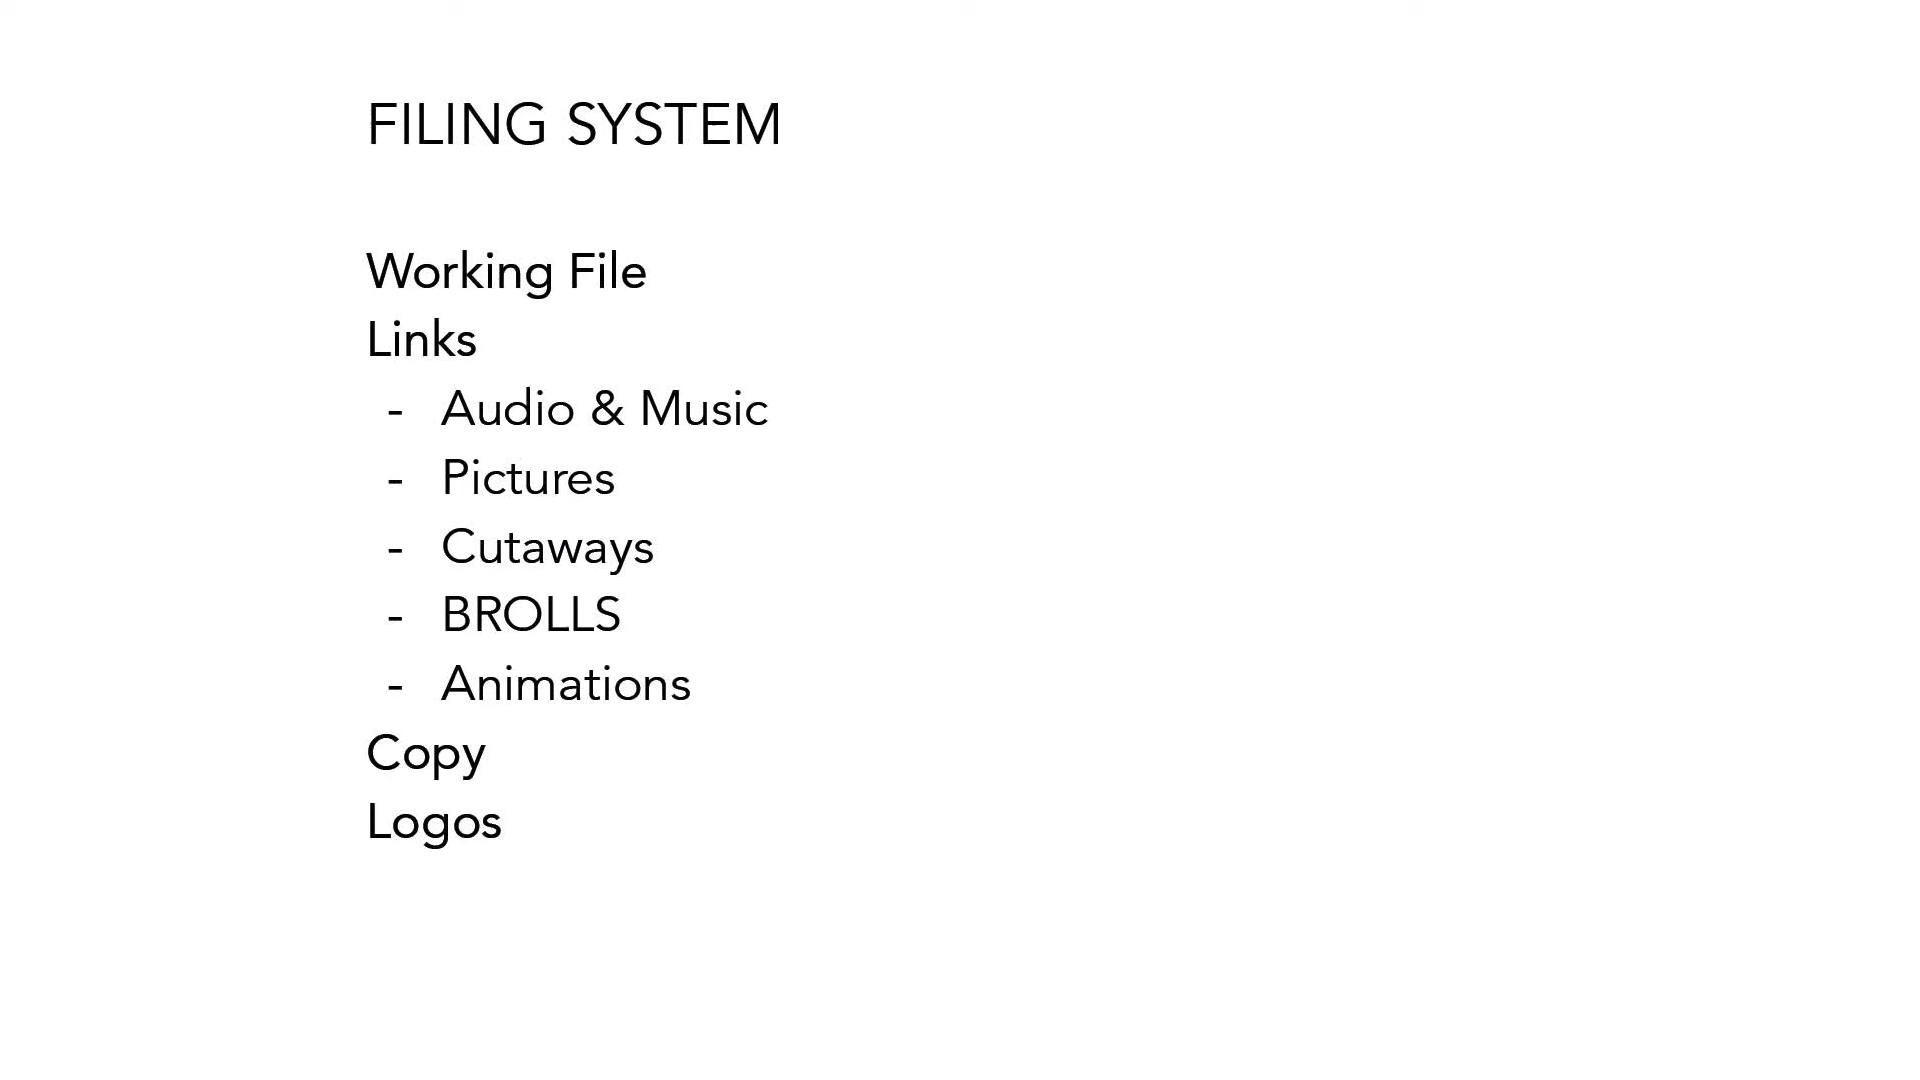 FILING SYSTEM
Working File
Links
- Audio & Music
- Pictures
- Cutaways
- BROLLS
- Animations
Copy
Logos